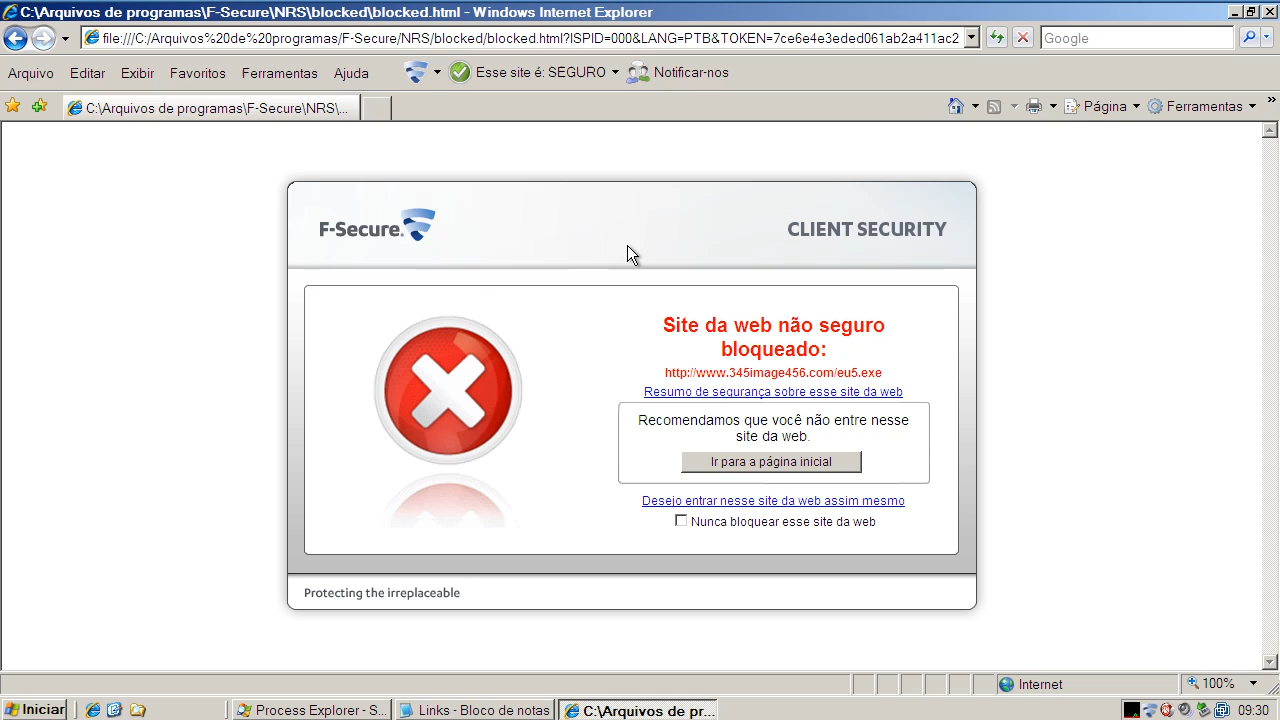 C:\Arquivos de programas\F-Secure\NRS\blocked\blocked.html - Windows Internet Explorer
file:///C:/Arquivos%20de%20programas/F-Secure/NRS/blocked/blocked.html?ISPID=000&LANG=PTB&TOKEN=7ce6e4e3eded061ab2a411ac2
Google
Arquivo Editar Exibir Favoritos Ferramentas Ajuda Esse site é: SEGURO Notificar-nos
C:\Arquivos de programas\F-Secure\NRS\... Página Ferramentas
F-Secure. CLIENT SECURITY
Site da web não seguro
bloqueado:
http://www.345image456.com/eu5.exe
Resumo de segurança sobre esse site da web
Recomendamos que você não entre nesse
site da web.
Ir para a página inicial
Desejo entrar nesse site da web assim mesmo
Nunca bloquear esse site da web
Protecting the irreplaceable
Internet 100%
Iniciar Process Explorer - S... Links - Bloco de notas C:\Arquivos de pr 09:30